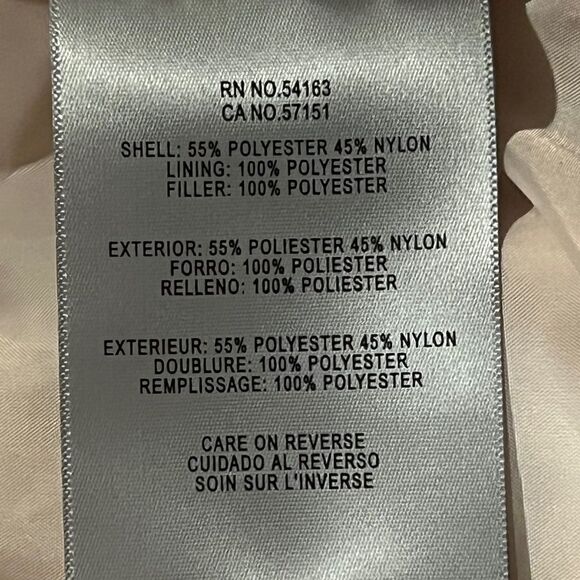 RN NO.54163
CA NO.57151
SHELL: 55% POLYESTER 45% NYLON
LINING: 100% POLYESTER
FILLER: 100% POLYESTER
EXTERIOR: 55% POLIESTER 45% NYLON
FORRO: 100% POLIESTER
RELLENO: 100% POLIESTER
EXTERIEUR: 55% POLYESTER 45% NYLON
DOUBLURE: 100% POLYESTER
REMPLISSAGE: 100% POLYESTER
CARE ON REVERSE
CUIDADO AL REVERSO
SOIN SUR L'INVERSE